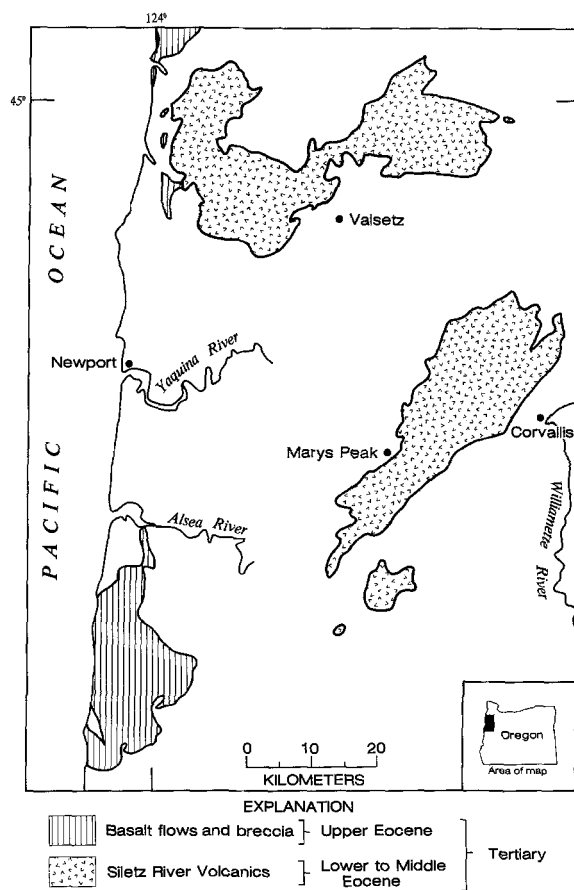 124°
45°
PACIFIC OCEAN
Valsetz
Newport
Yaquina River
Corvallis
Marys Peak
Alsea River
Williamette River
Oregon
Area of map
0 10 20
KILOMETERS
EXPLANATION
Basalt flows and breccia Upper Eocene
Tertiary
Siletz River Volcanics Lower to Middle
Eocene